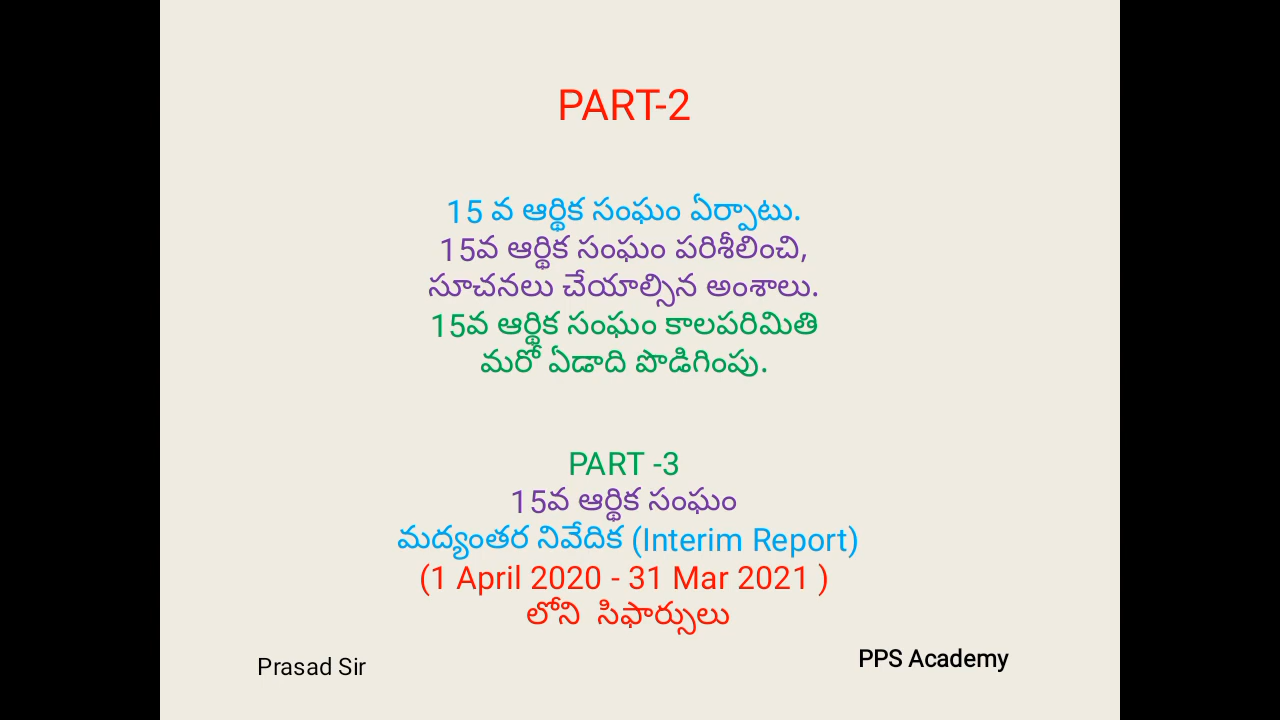 PART-2
15 వ ఆర్థిక సంఘం ఏర్పాటు.
15వ ఆర్థిక సంఘం పరిశీలించి,
సూచనలు చేయాల్సిన అంశాలు.
15వ ఆర్థిక సంఘం కాలపరిమితి
మరో ఏడాది పొడిగింపు.
PART -3
15వ ఆర్థిక సంఘం
మద్యంతర నివేదిక (Interim Report)
(1 April 2020 - 31 Mar 2021 )
లోని సిఫార్సులు
Prasad Sir
PPS Academy